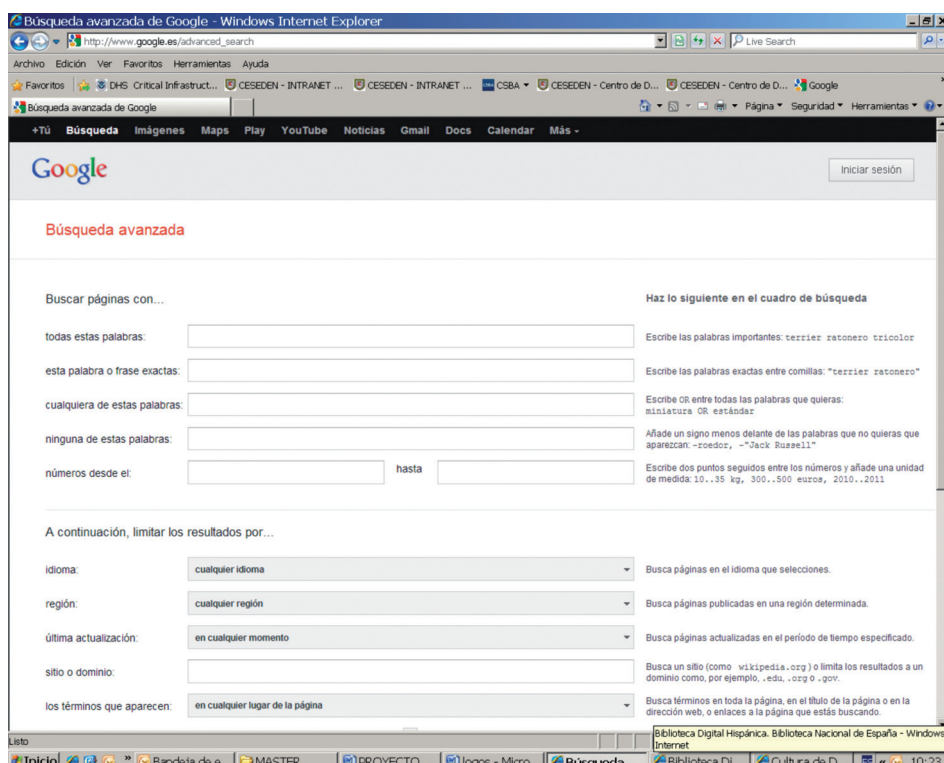 Búsqueda avanzada de Google - Windows Internet Explorer
http://www.google.es/advanced_search
Live Search
Archivo Edición Ver Favoritos Herramientas Ayuda
Favoritos DHS Critical Infrastruct... CESEDEN - INTRANET ... CESEDEN - INTRANET ... CSBA CESEDEN - Centro de D... CESEDEN - Centro de D... Google
Búsqueda avanzada de Google Página Seguridad Herramientas
+Tú Búsqueda Imágenes Maps Play YouTube Noticias Gmail Docs Calendar Más
Google Iniciar sesión
Búsqueda avanzada
Buscar páginas con... Haz lo siguiente en el cuadro de búsqueda
todas estas palabras: Escribe las palabras importantes: terrier ratonero tricolor
esta palabra o frase exactas: Escribe las palabras exactas entre comillas: "terrier ratonero"
cualquiera de estas palabras: Escribe OR entre todas las palabras que quieras:
miniatura OR estándar
ninguna de estas palabras: Añade un signo menos delante de las palabras que no quieras que
aparezcan: -roedor, -"Jack Russell"
números desde el: hasta Escribe dos puntos seguidos entre los números y añade una unidad
de medida: 10..35 kg, 300..500 euros, 2010..2011
A continuación, limitar los resultados por...
idioma: cualquier idioma Busca páginas en el idioma que selecciones.
región: cualquier región Busca páginas publicadas en una región determinada.
última actualización: en cualquier momento Busca páginas actualizadas en el período de tiempo especificado.
sitio o dominio: Busca un sitio (como wikipedia.org) o limita los resultados a un
dominio como, por ejemplo, .edu, .org o .gov.
los términos que aparecen: en cualquier lugar de la página Busca términos en toda la página, en el título de la página o en la
dirección web, o enlaces a la página que estás buscando.
Biblioteca Digital Hispánica. Biblioteca Nacional de España - Windows
Internet
Listo
Inicio Bandeja de e... MASTER PROYECTO logos - Micro... Búsqueda Biblioteca Di... Cultura de D... 10:23